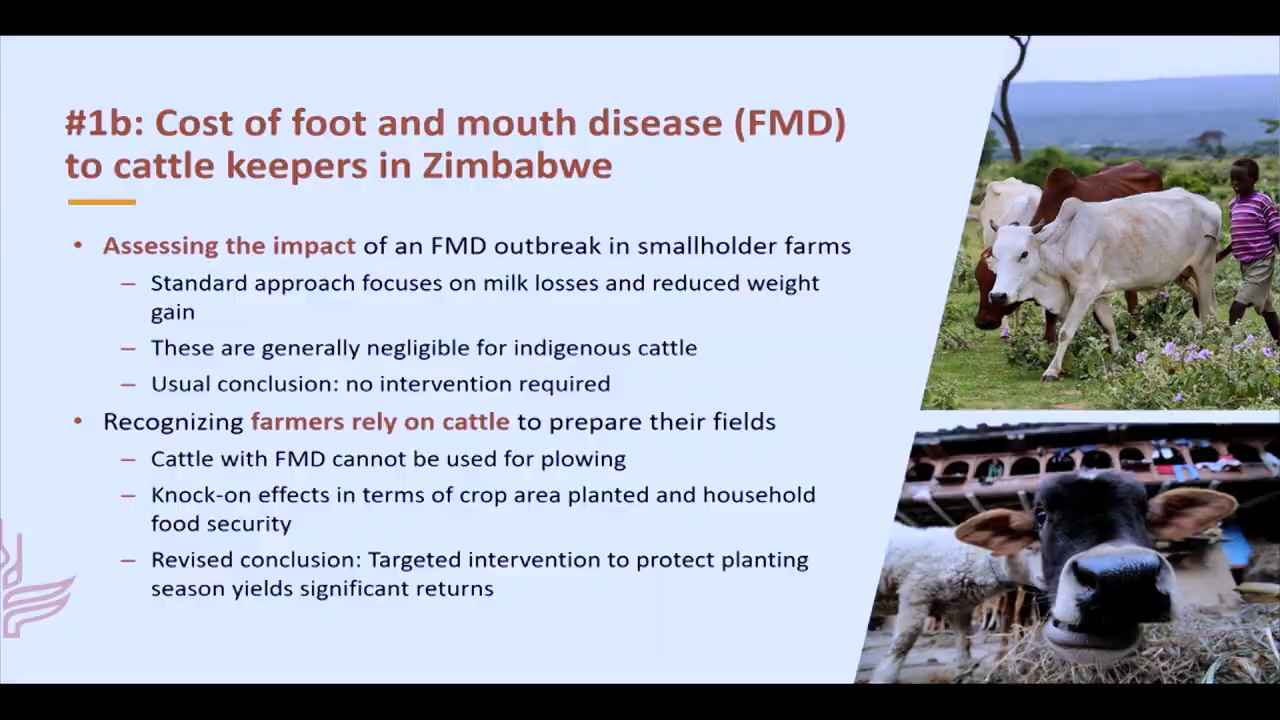 #1b: Cost of foot and mouth disease (FMD)
to cattle keepers in Zimbabwe
• Assessing the impact of an FMD outbreak in smallholder farms
– Standard approach focuses on milk losses and reduced weight
gain
– These are generally negligible for indigenous cattle
– Usual conclusion: no intervention required
• Recognizing farmers rely on cattle to prepare their fields
– Cattle with FMD cannot be used for plowing
– Knock-on effects in terms of crop area planted and household
food security
– Revised conclusion: Targeted intervention to protect planting
season yields significant returns